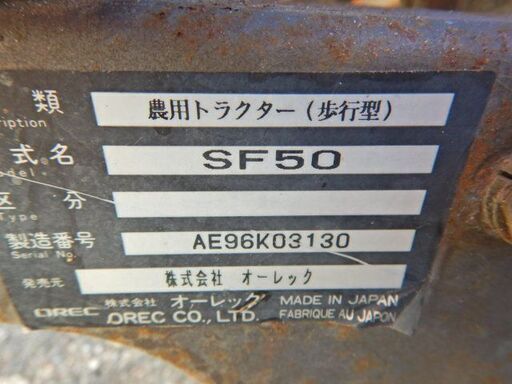 類 農用トラクター(歩行型)
ription
式名 SF50
odel
区分
Type
製造番号 AE96K03130
Serial No.
発売元 株式会社 オーレック
OREC 株式会社 オーレック MADE IN JAPAN
OREC CO., LTD. FABRIQUE AU JAPON